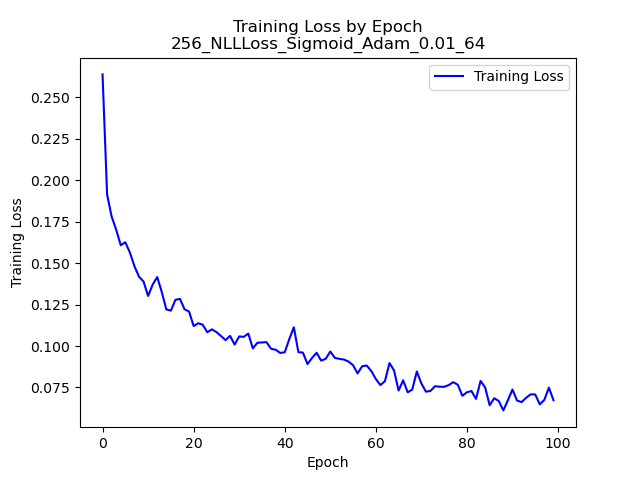 Training Loss by Epoch
256_NLLLoss_Sigmoid_Adam_0.01_64
Training Loss
0.250
0.225
0.200
0.175
0.150
0.125
0.100
0.075
Training Loss
0 20 40 60 80 100
Epoch